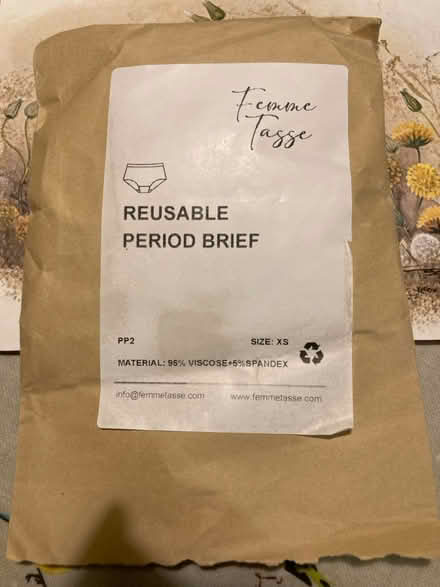 Femme
Tasse
REUSABLE
PERIOD BRIEF
PP2 SIZE: XS
MATERIAL: 95% VISCOSE+5%SPANDEX
info@femmetasse.com www.femmetasse.com